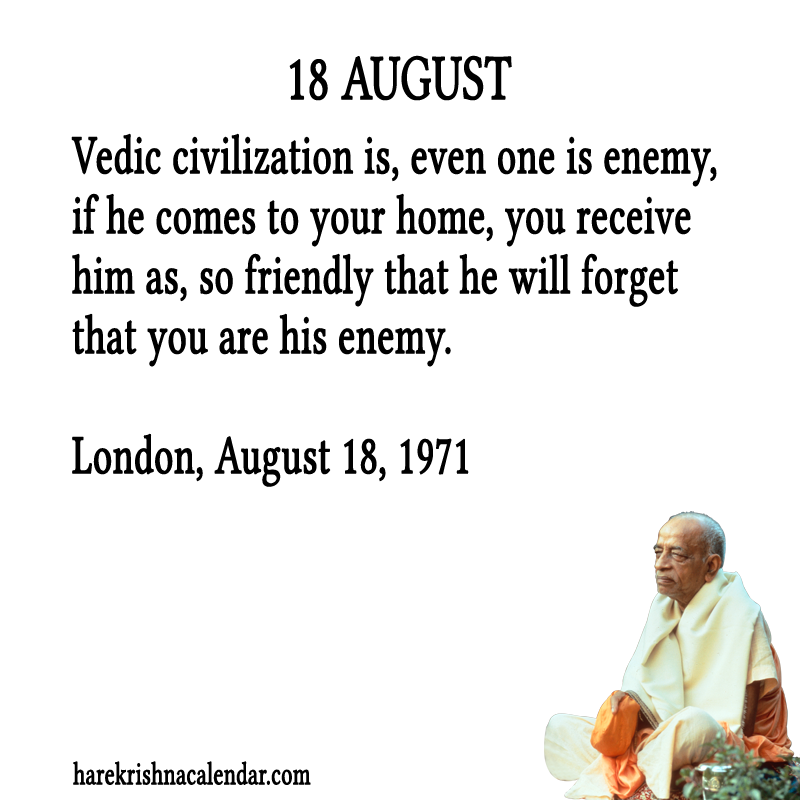 18 AUGUST
Vedic civilization is, even one is enemy,
if he comes to your home, you receive
him as, so friendly that he will forget
that you are his enemy.
London, August 18, 1971
harekrishnacalendar.com